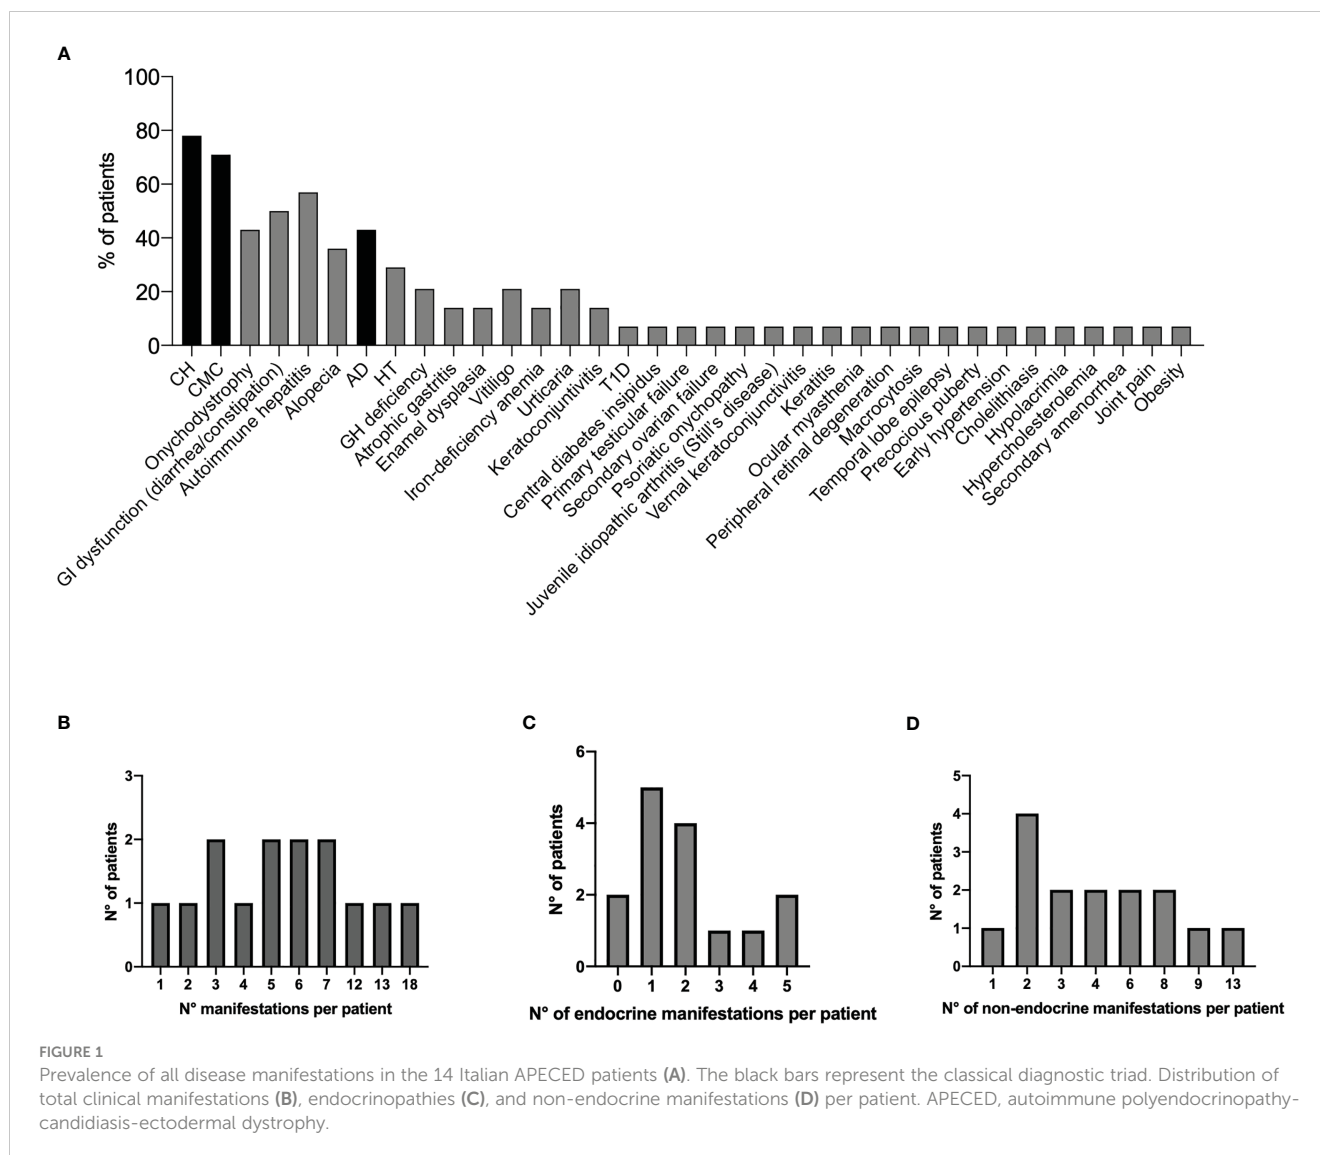 A
100
80
60
40
20
0
% of patients
CH
CMC
Onychodystrophy
GI dysfunction (diarrhea/constipation)
Autoimmune hepatitis
Alopecia
AD
HT
GH deficiency
Atrophic gastritis
Enamel dysplasia
Vitiligo
Iron-deficiency anemia
Urticaria
Keratoconjuntivitis
T1D
Central diabetes insipidus
Primary testicular failure
Secondary ovarian failure
Psoriatic onychopathy
Juvenile idiopathic arthritis (Still's disease)
Vernal keratoconjunctivitis
Keratitis
Ocular myasthenia
Peripheral retinal degeneration
Macrocytosis
Temporal lobe epilepsy
Precocious puberty
Early hypertension
Cholelithiasis
Hypolacrimia
Hypercholesterolemia
Secondary amenorrhea
Joint pain
Obesity
B
3
2
1
0
N° of patients
1 2 3 4 5 6 7 12 13 18
N° manifestations per patient
C
6
4
2
0
N° of patients
0 1 2 3 4 5
N° of endocrine manifestations per patient
D
5
4
3
2
1
0
N° of patients
1 2 3 4 6 8 9 13
N° of non-endocrine manifestations per patient
FIGURE 1
Prevalence of all disease manifestations in the 14 Italian APECED patients (A). The black bars represent the classical diagnostic triad. Distribution of
total clinical manifestations (B), endocrinopathies (C), and non-endocrine manifestations (D) per patient. APECED, autoimmune polyendocrinopathy-
candidiasis-ectodermal dystrophy.